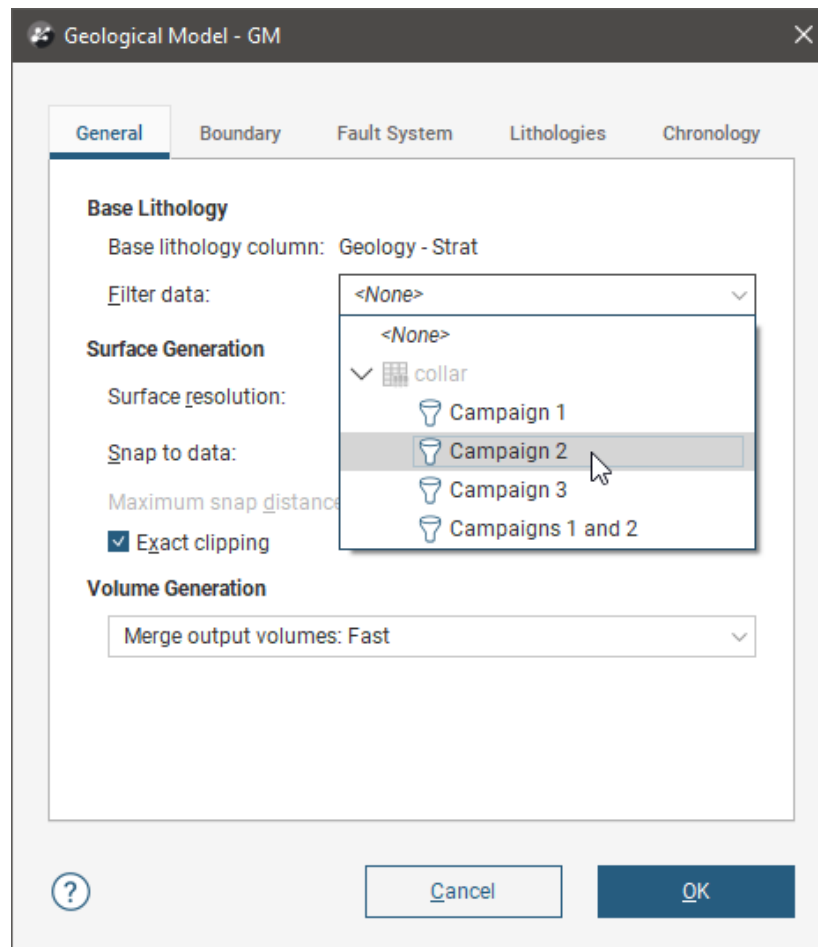 Geological Model - GM
General Boundary Fault System Lithologies Chronology
Base Lithology
Base lithology column: Geology - Strat
Filter data: <None>
<None>
Surface Generation
collar
Surface resolution:
Campaign 1
Snap to data:
Campaign 2
Maximum snap distance
Campaign 3
Exact clipping
Campaigns 1 and 2
Volume Generation
Merge output volumes: Fast
? Cancel OK